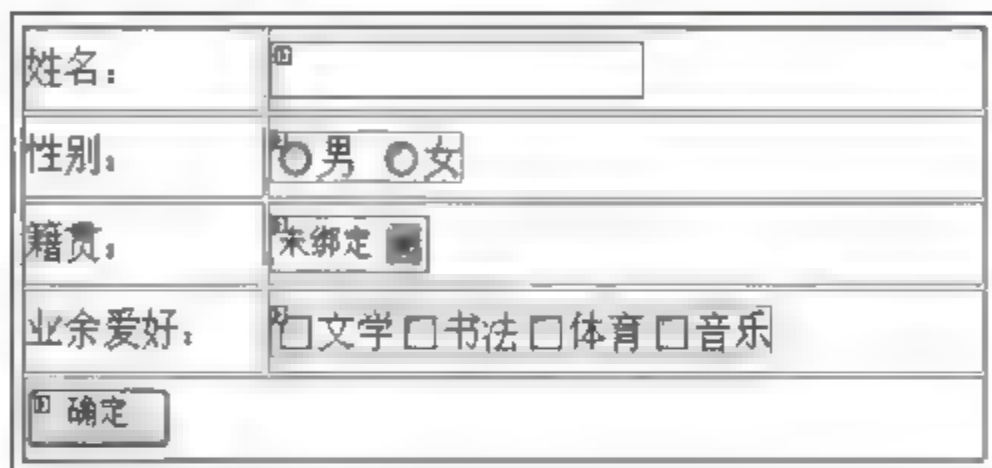 姓名：
性别： 男 女
籍贯： 未绑定
业余爱好： 文学 书法 体育 音乐
确定